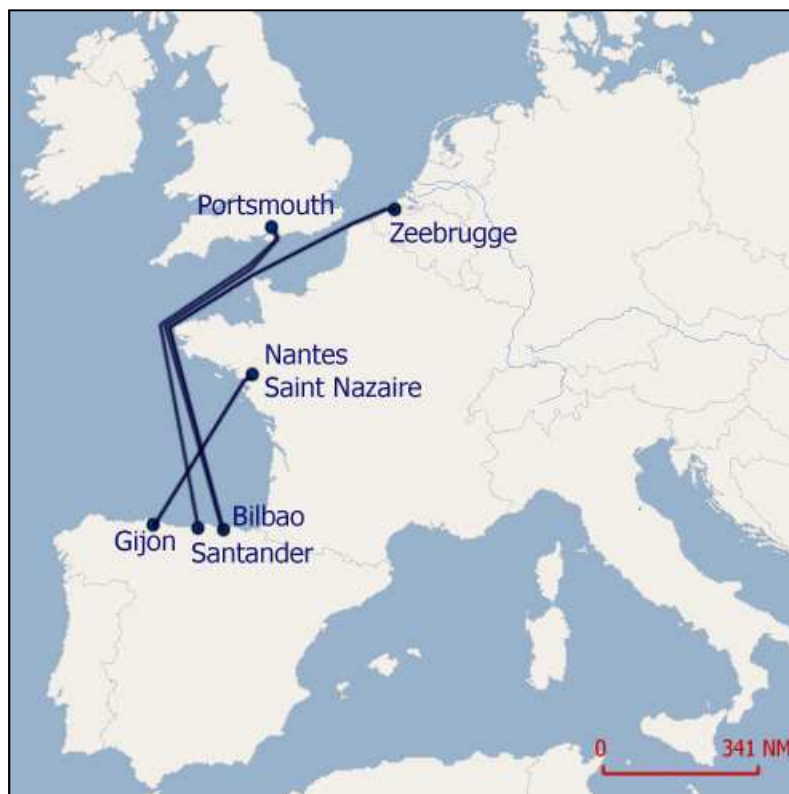 Portsmouth
Zeebrugge
Nantes
Saint Nazaire
Bilbao
Gijon
Santander
0 341 NM